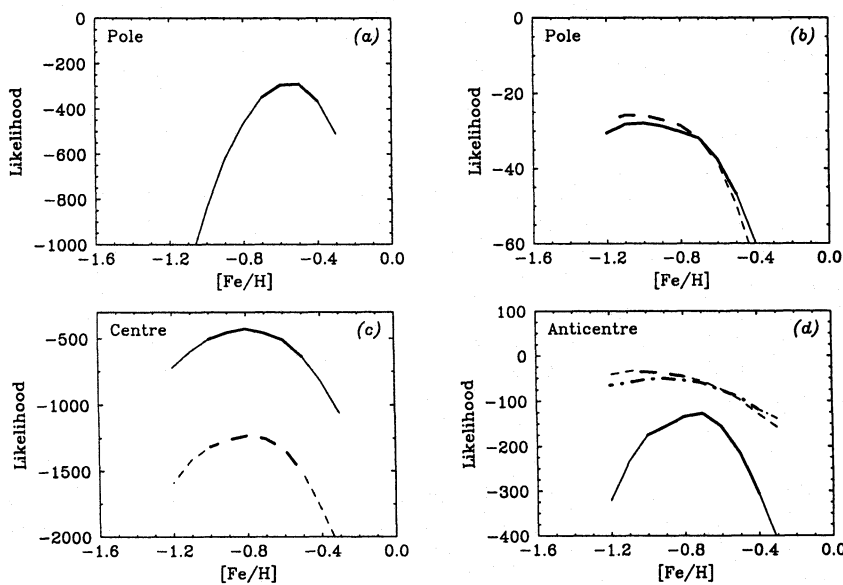 Pole (a)
0
-200
-400
-600
-800
-1000
Likelihood
-1.6 -1.2 -0.8 -0.4 0.0
[Fe/H]
Pole (b)
0
-20
-40
-60
Likelihood
-1.6 -1.2 -0.8 -0.4 0.0
[Fe/H]
Centre (c)
-500
-1000
-1500
-2000
Likelihood
-1.6 -1.2 -0.8 -0.4 0.0
[Fe/H]
Anticentre (d)
100
0
-100
-200
-300
-400
Likelihood
-1.6 -1.2 -0.8 -0.4 0.0
[Fe/H]